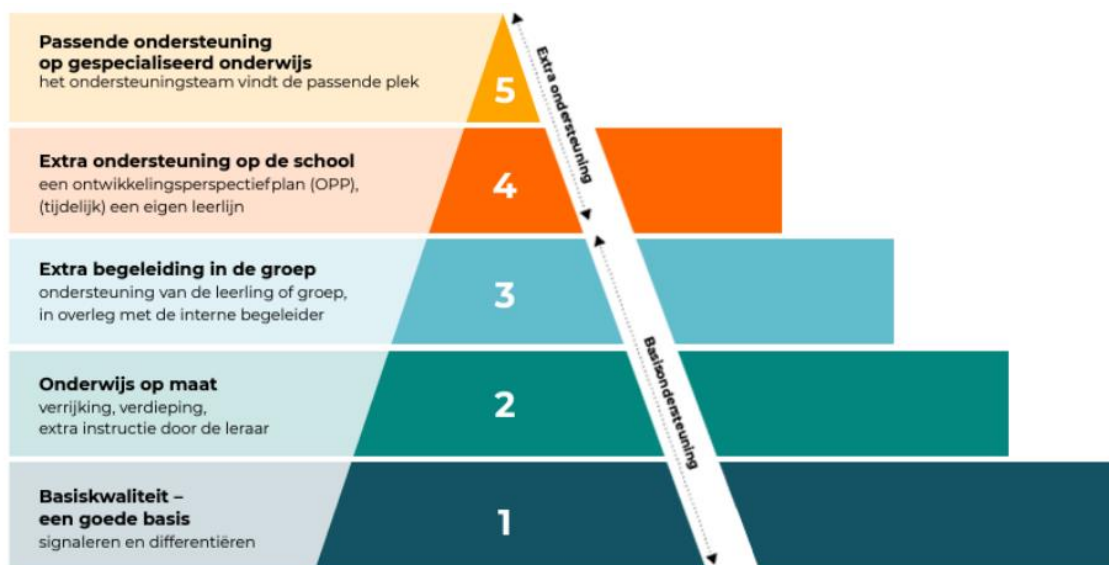 Passende ondersteuning
op gespecialiseerd onderwijs
het ondersteuningsteam vindt de passende plek
5
Extra ondersteuning
Extra ondersteuning op de school
een ontwikkelingsperspectiefplan (OPP),
(tijdelijk) een eigen leerlijn
4
Extra begeleiding in de groep
ondersteuning van de leerling of groep,
in overleg met de interne begeleider
3
Basisondersteuning
Onderwijs op maat
verrijking, verdieping,
extra instructie door de leraar
2
Basiskwaliteit –
een goede basis
signaleren en differentiëren
1